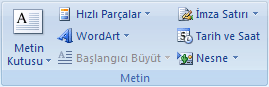 Metin
Kutusu
Hızlı Parçalar
WordArt
Başlangıcı Büyüt
İmza Satırı
Tarih ve Saat
Nesne
Metin